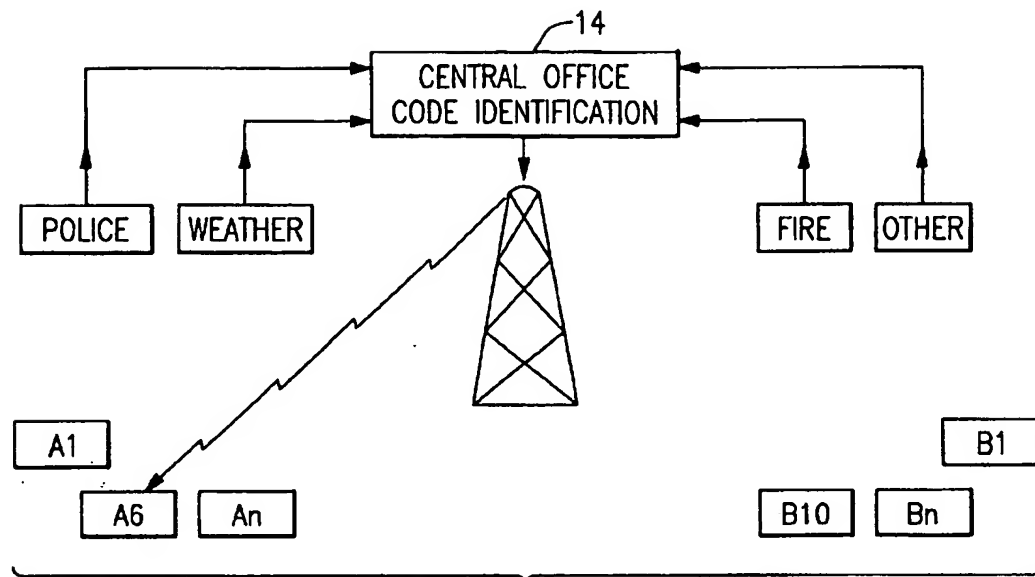 14
CENTRAL OFFICE
CODE IDENTIFICATION
POLICE
WEATHER
FIRE
OTHER
A1
B1
A6
An
B10
Bn